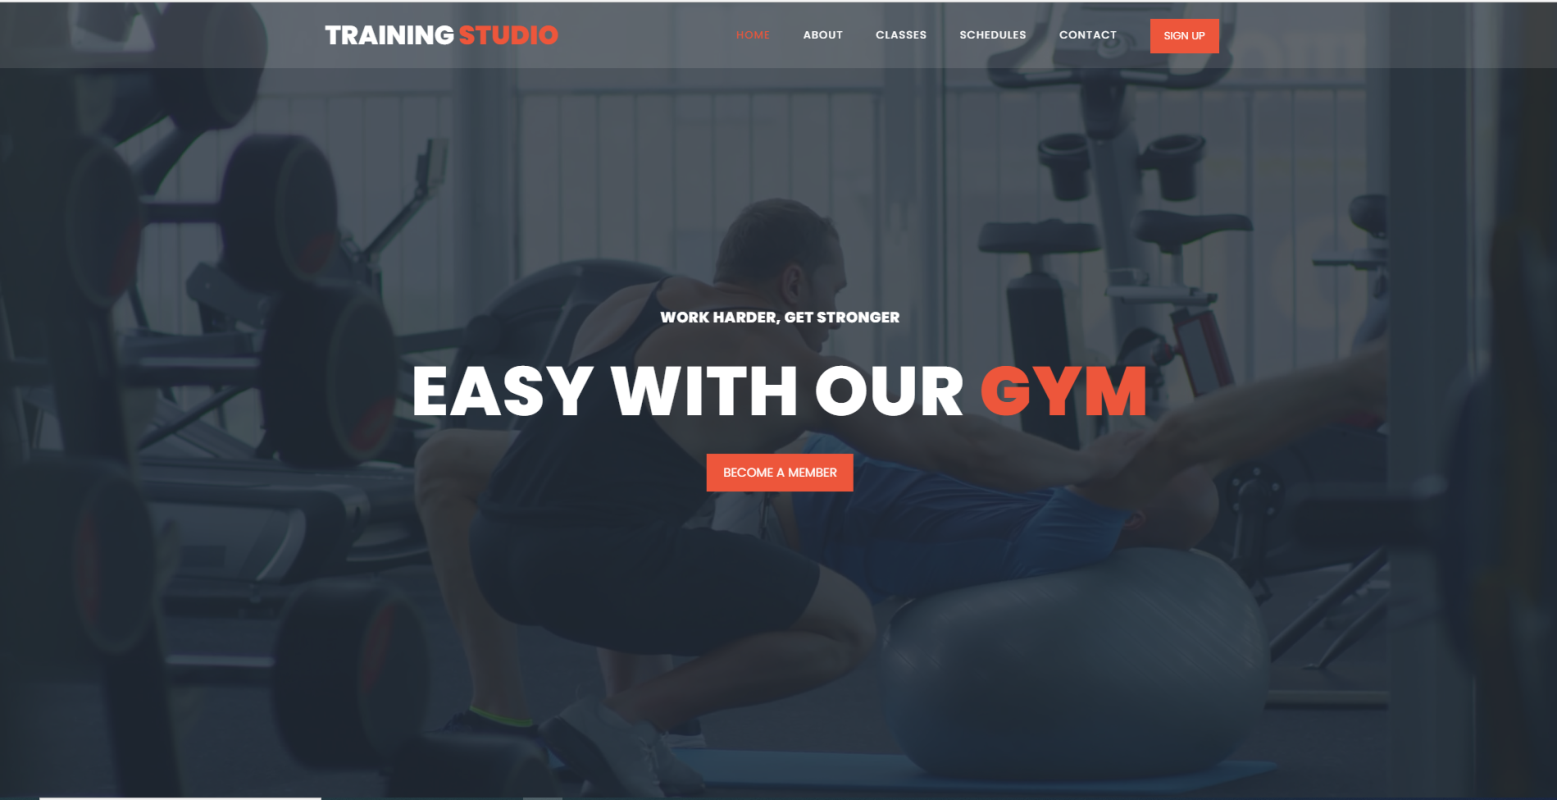 TRAINING STUDIO
HOME ABOUT CLASSES SCHEDULES CONTACT SIGN UP
WORK HARDER, GET STRONGER
EASY WITH OUR GYM
BECOME A MEMBER